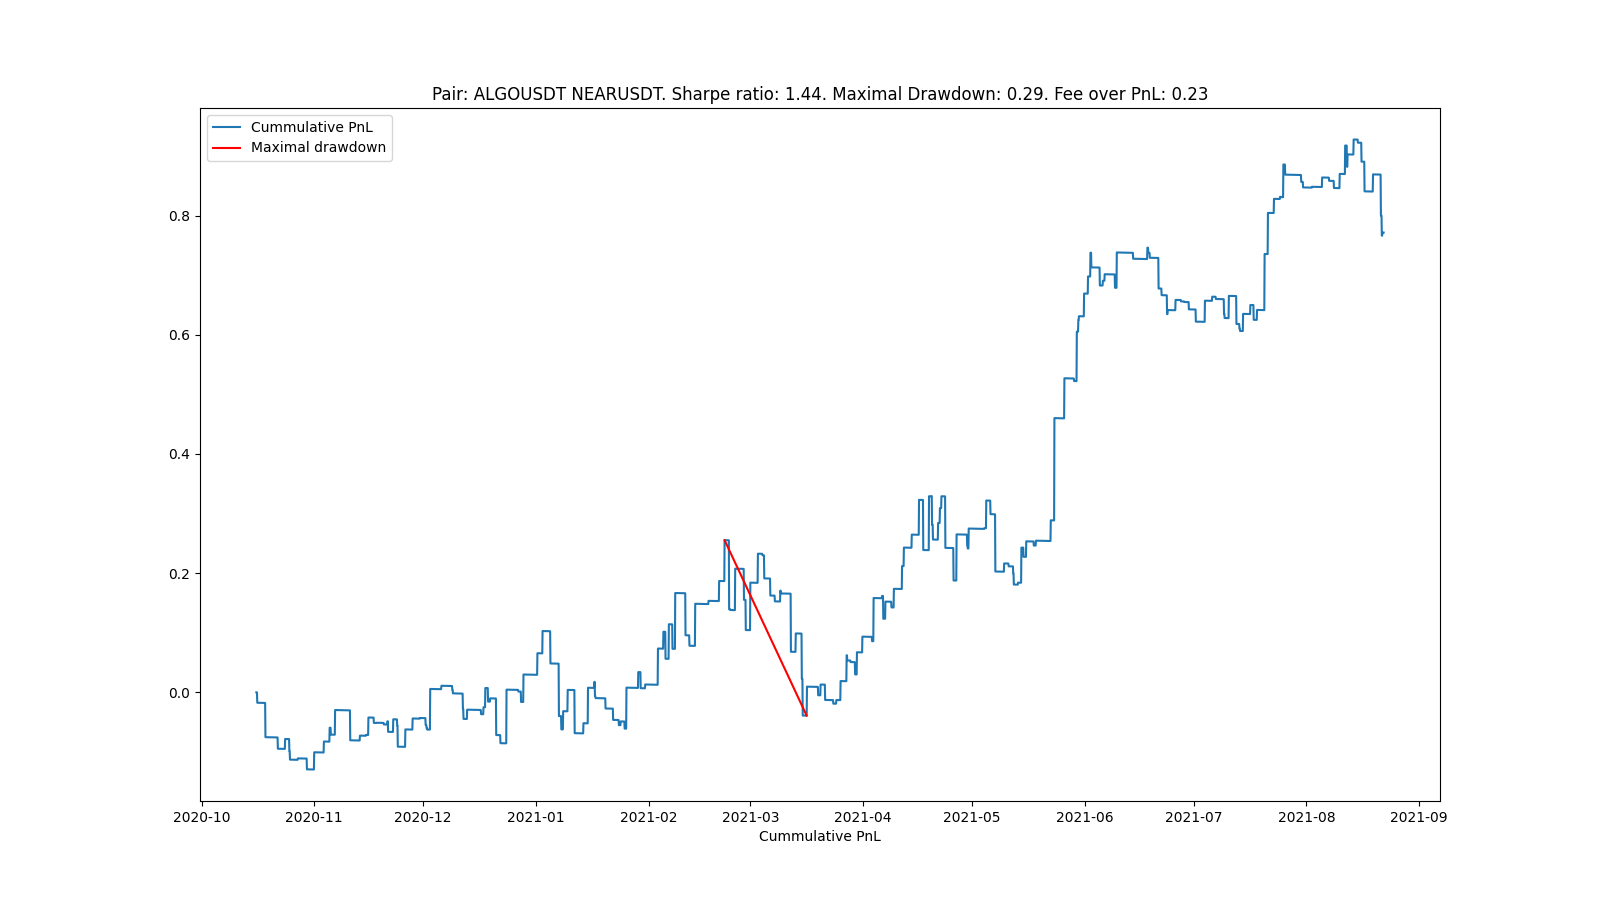 Pair: ALGOUSDT NEARUSDT. Sharpe ratio: 1.44. Maximal Drawdown: 0.29. Fee over PnL: 0.23
Cummulative PnL
Maximal drawdown
0.8
0.6
0.4
0.2
0.0
2020-10 2020-11 2020-12 2021-01 2021-02 2021-03 2021-04 2021-05 2021-06 2021-07 2021-08 2021-09
Cummulative PnL